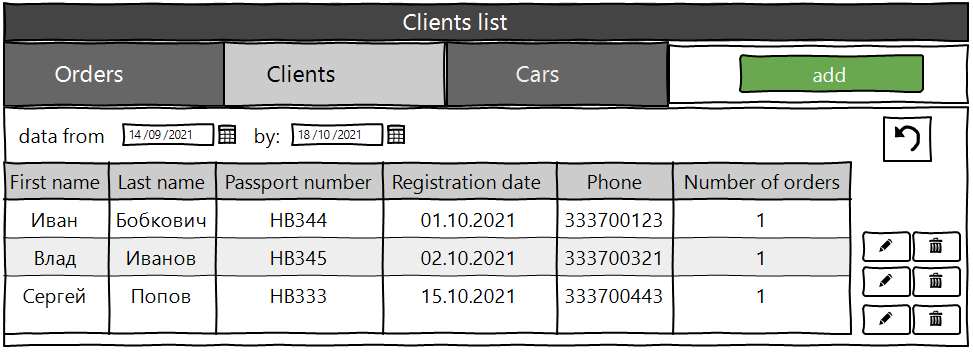 Clients list
Orders Clients Cars add
data from 14/09/2021 by: 18/10/2021
First name Last name Passport number Registration date Phone Number of orders
Иван Бобкович HB344 01.10.2021 333700123 1
Влад Иванов HB345 02.10.2021 333700321 1
Сергей Попов HB333 15.10.2021 333700443 1